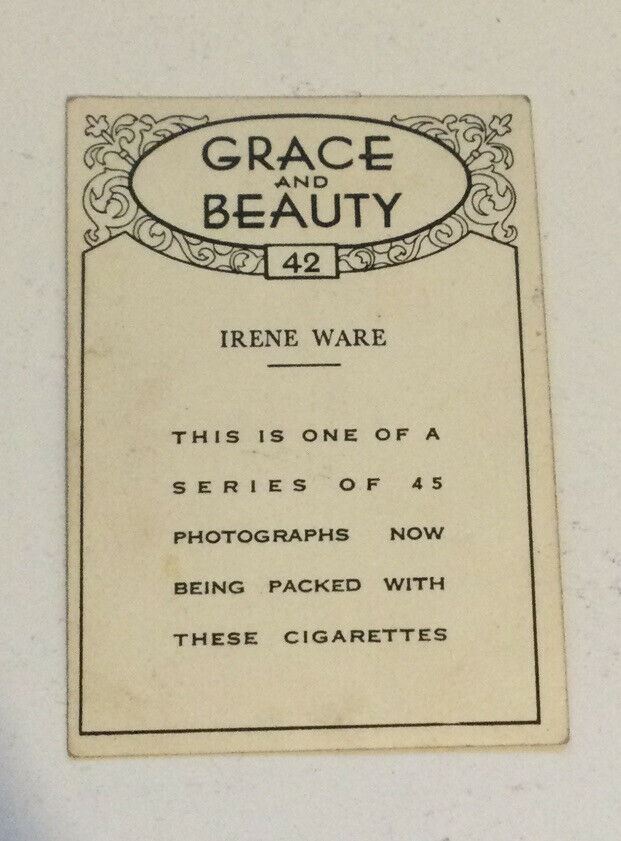 GRACE
AND
BEAUTY
42
IRENE WARE
THIS IS ONE OF A
SERIES OF 45
PHOTOGRAPHS NOW
BEING PACKED WITH
THESE CIGARETTES